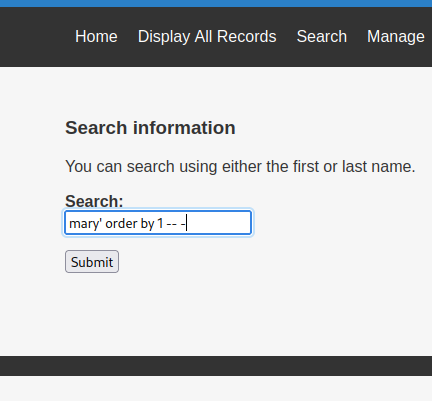 Home Display All Records Search Manage
Search information
You can search using either the first or last name.
Search:
mary' order by 1 -- -
Submit